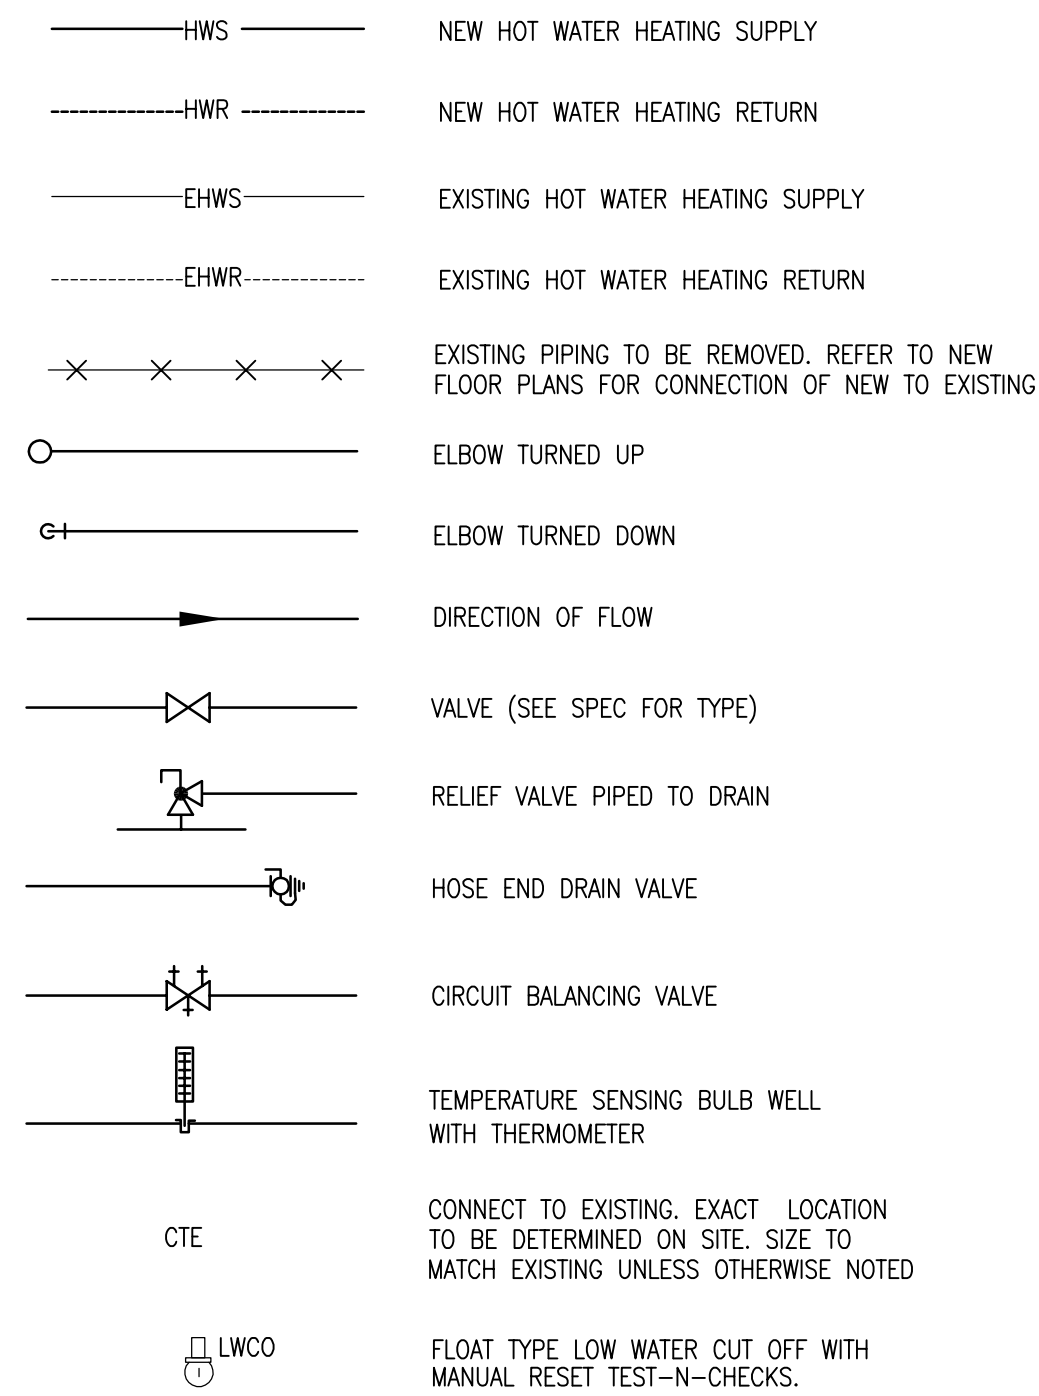 HWS NEW HOT WATER HEATING SUPPLY
HWR NEW HOT WATER HEATING RETURN
EHWS EXISTING HOT WATER HEATING SUPPLY
EHWR EXISTING HOT WATER HEATING RETURN
EXISTING PIPING TO BE REMOVED. REFER TO NEW
FLOOR PLANS FOR CONNECTION OF NEW TO EXISTING
ELBOW TURNED UP
ELBOW TURNED DOWN
DIRECTION OF FLOW
VALVE (SEE SPEC FOR TYPE)
RELIEF VALVE PIPED TO DRAIN
HOSE END DRAIN VALVE
CIRCUIT BALANCING VALVE
TEMPERATURE SENSING BULB WELL
WITH THERMOMETER
CTE
CONNECT TO EXISTING. EXACT LOCATION
TO BE DETERMINED ON SITE. SIZE TO
MATCH EXISTING UNLESS OTHERWISE NOTED
LWCO
FLOAT TYPE LOW WATER CUT OFF WITH
MANUAL RESET TEST-N-CHECKS.